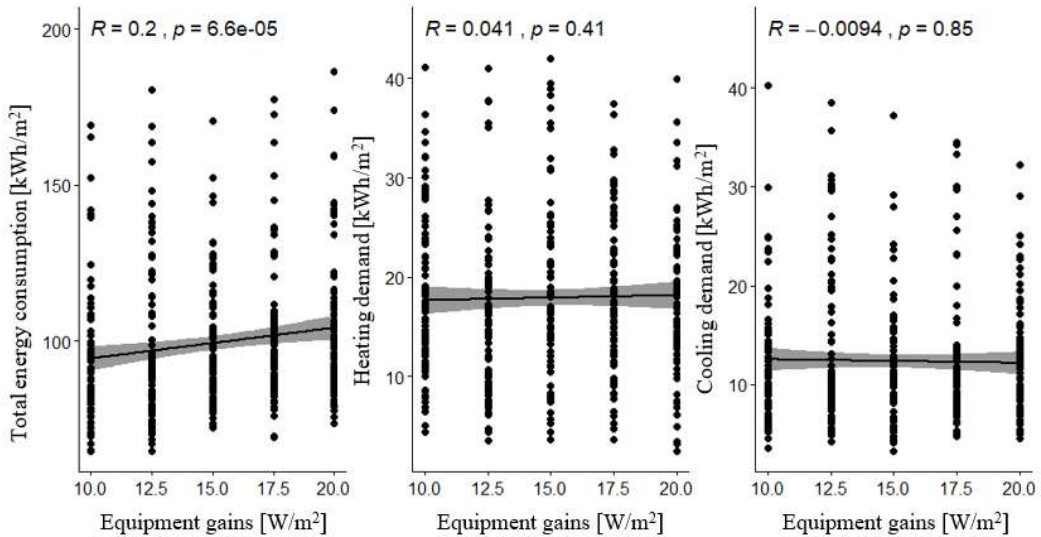 R = 0.2 , p = 6.6e-05
200
150
100
Total energy consumption [kWh/m²]
10.0 12.5 15.0 17.5 20.0
Equipment gains [W/m²]
R = 0.041 , p = 0.41
40
30
20
10
Heating demand [kWh/m²]
10.0 12.5 15.0 17.5 20.0
Equipment gains [W/m²]
R = −0.0094 , p = 0.85
40
30
20
10
Cooling demand [kWh/m²]
10.0 12.5 15.0 17.5 20.0
Equipment gains [W/m²]